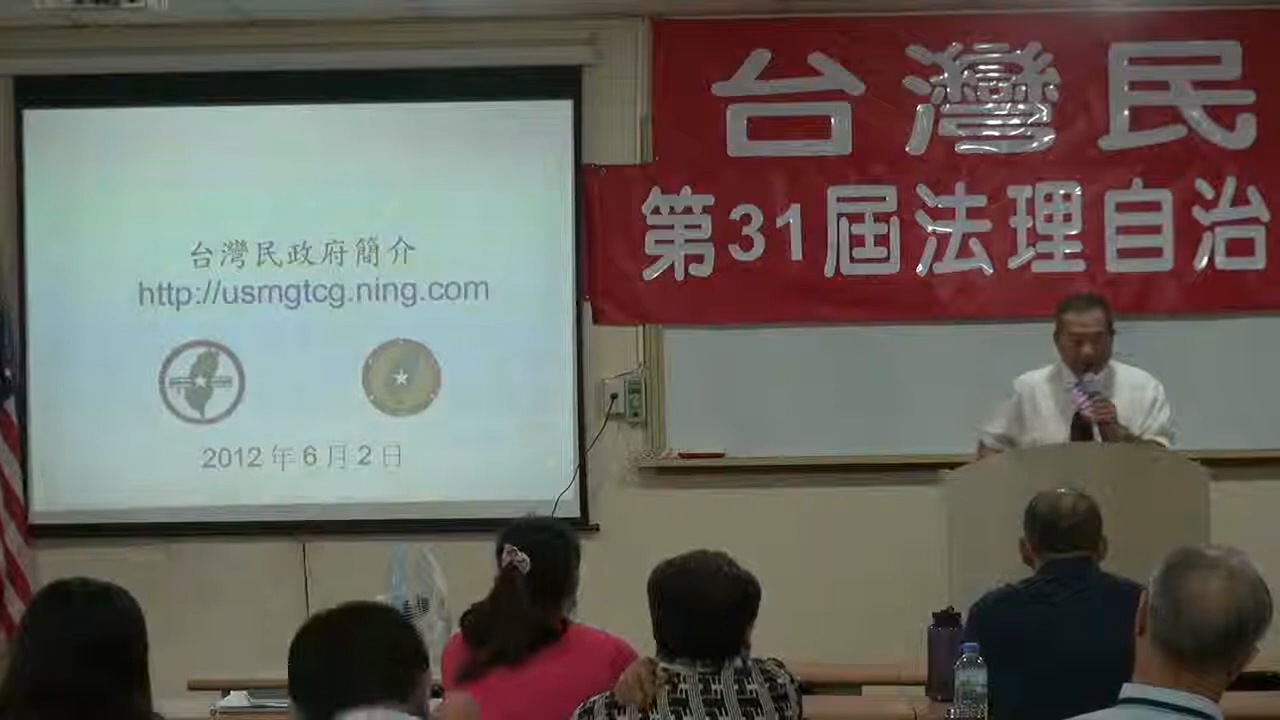 台灣民
第31屆法理自治
台灣民政府簡介
http://usmgtcg.ning.com
2012年6月2日